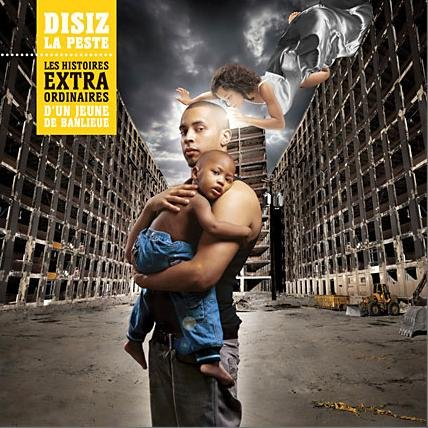 DISIZ
LA PESTE
LES HISTOIRES
EXTRA
ORDINAIRES
D'UN JEUNE
DE BANLIEUE